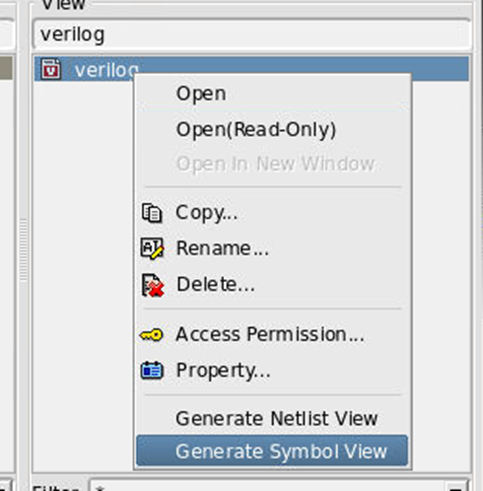 View
verilog
verilog
Open
Open(Read-Only)
Open In New Window
Copy...
Rename...
Delete...
Access Permission...
Property...
Generate Netlist View
Generate Symbol View
Filter *